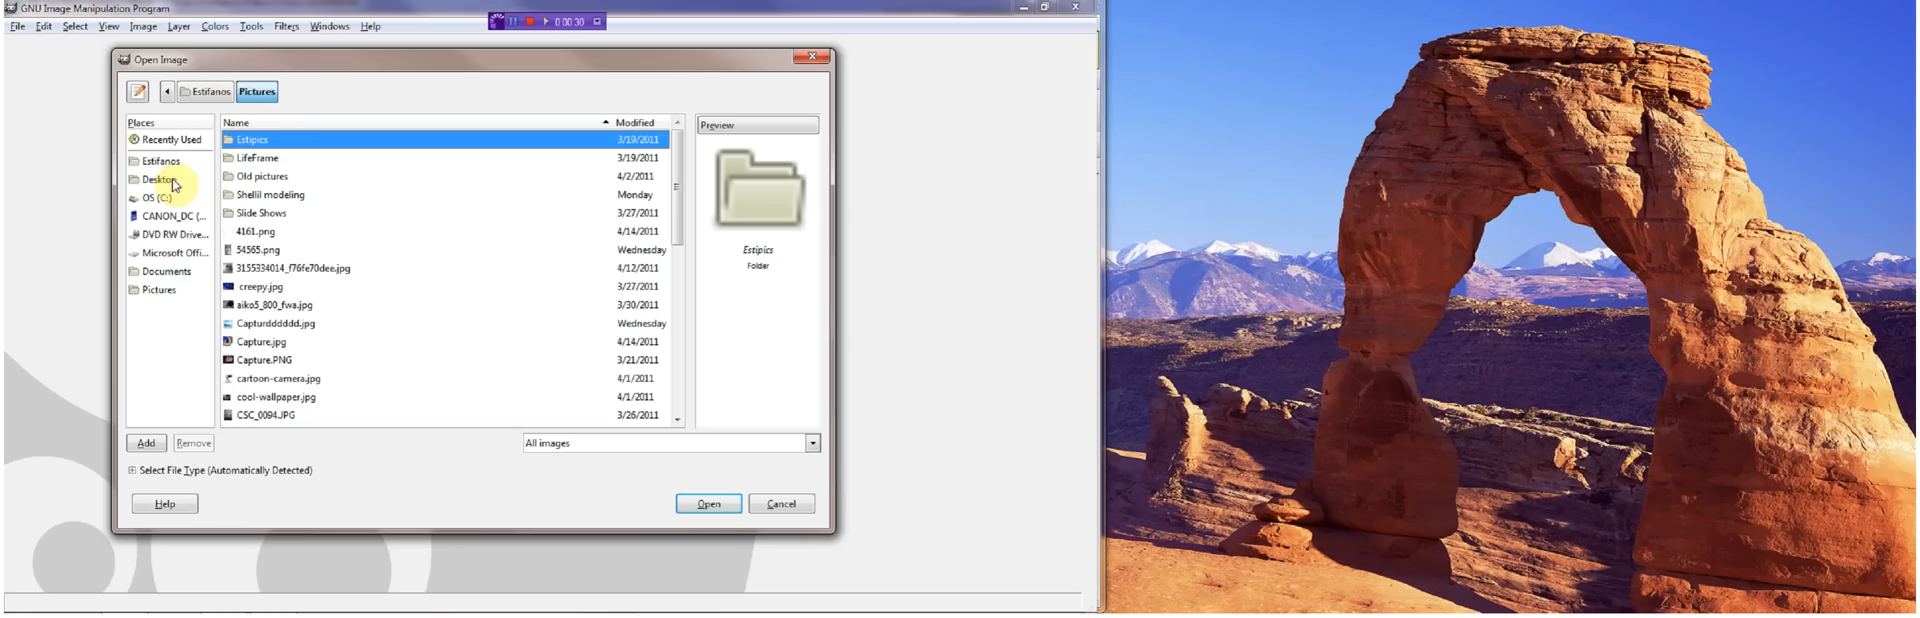 GNU Image Manipulation Program
File Edit Select View Image Layer Colors Tools Filters Windows Help
0:00:30
Open Image
Estifanos Pictures
Places
Recently Used
Estifanos
Desktop
OS (C:)
CANON_DC (...
DVD RW Drive...
Microsoft Offi...
Documents
Pictures
Name Modified
Estipics 3/19/2011
LifeFrame 3/19/2011
Old pictures 4/2/2011
Shellil modeling Monday
Slide Shows 3/27/2011
4161.png 4/14/2011
54565.png Wednesday
3155334014_f76fe70dee.jpg 4/12/2011
creepy.jpg 3/27/2011
aiko5_800_fwa.jpg 3/30/2011
Capturdddddd.jpg Wednesday
Capture.jpg 4/14/2011
Capture.PNG 3/21/2011
cartoon-camera.jpg 4/1/2011
cool-wallpaper.jpg 4/1/2011
CSC_0094.JPG 3/26/2011
Preview
Estipics
Folder
Add Remove
All images
Select File Type (Automatically Detected)
Help Open Cancel